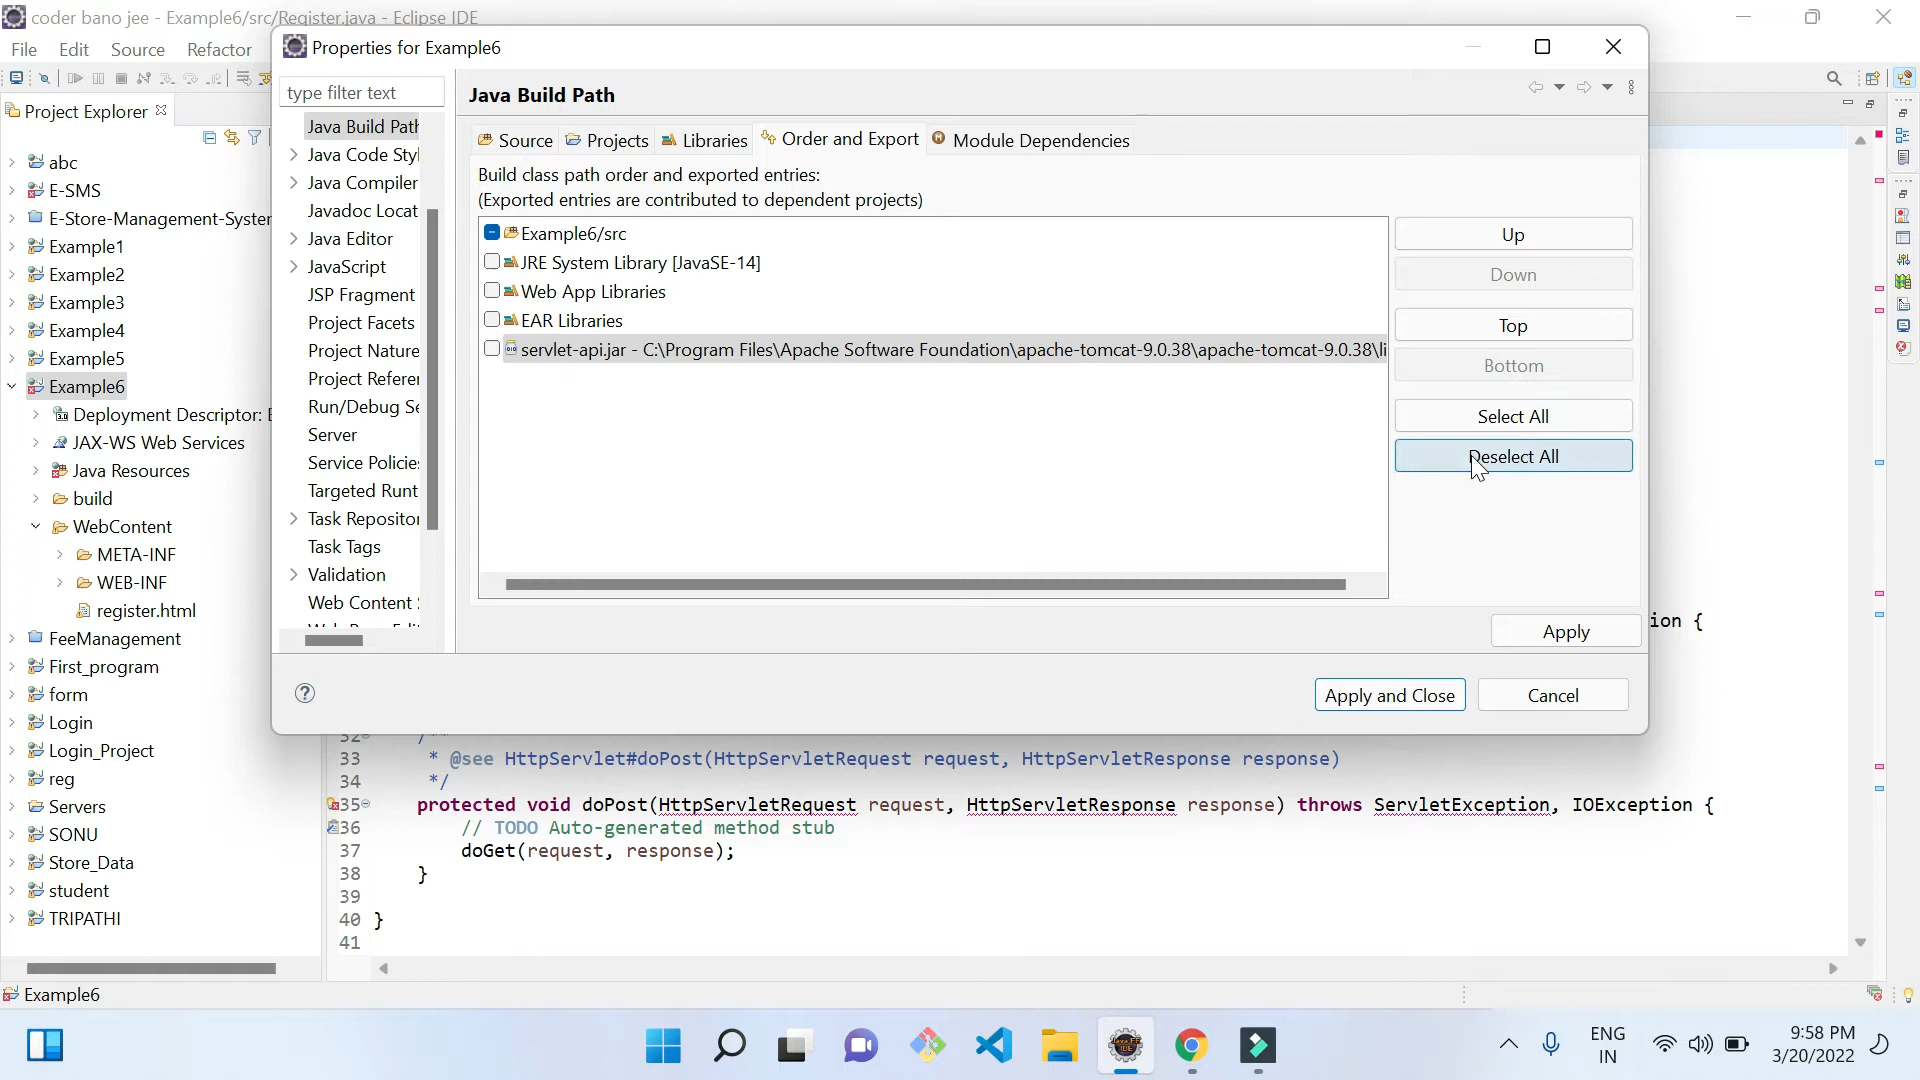 coder bano jee - Example6/src/Register.java - Eclipse IDE
File Edit Source Refactor
Properties for Example6
type filter text
Java Build Path
Project Explorer
Java Build Path
Java Code Styl
Java Compiler
Javadoc Locat
Java Editor
JavaScript
JSP Fragment
Project Facets
Project Nature
Project Referer
Run/Debug Se
Server
Service Policie
Targeted Runt
Task Repositor
Task Tags
Validation
Web Content
Source Projects Libraries Order and Export Module Dependencies
Build class path order and exported entries:
(Exported entries are contributed to dependent projects)
Example6/src
JRE System Library [JavaSE-14]
Web App Libraries
EAR Libraries
servlet-api.jar - C:\Program Files\Apache Software Foundation\apache-tomcat-9.0.38\apache-tomcat-9.0.38\li
Up
Down
Top
Bottom
Select All
Deselect All
Apply
Apply and Close Cancel
abc
E-SMS
E-Store-Management-System
Example1
Example2
Example3
Example4
Example5
Example6
Deployment Descriptor: E
JAX-WS Web Services
Java Resources
build
WebContent
META-INF
WEB-INF
register.html
FeeManagement
First_program
form
Login
Login_Project
reg
Servers
SONU
Store_Data
student
TRIPATHI
ion {
32 /**
33 * @see HttpServlet#doPost(HttpServletRequest request, HttpServletResponse response)
34 */
35 protected void doPost(HttpServletRequest request, HttpServletResponse response) throws ServletException, IOException {
36 // TODO Auto-generated method stub
37 doGet(request, response);
38 }
39
40 }
41
Example6
ENG
IN
9:58 PM
3/20/2022